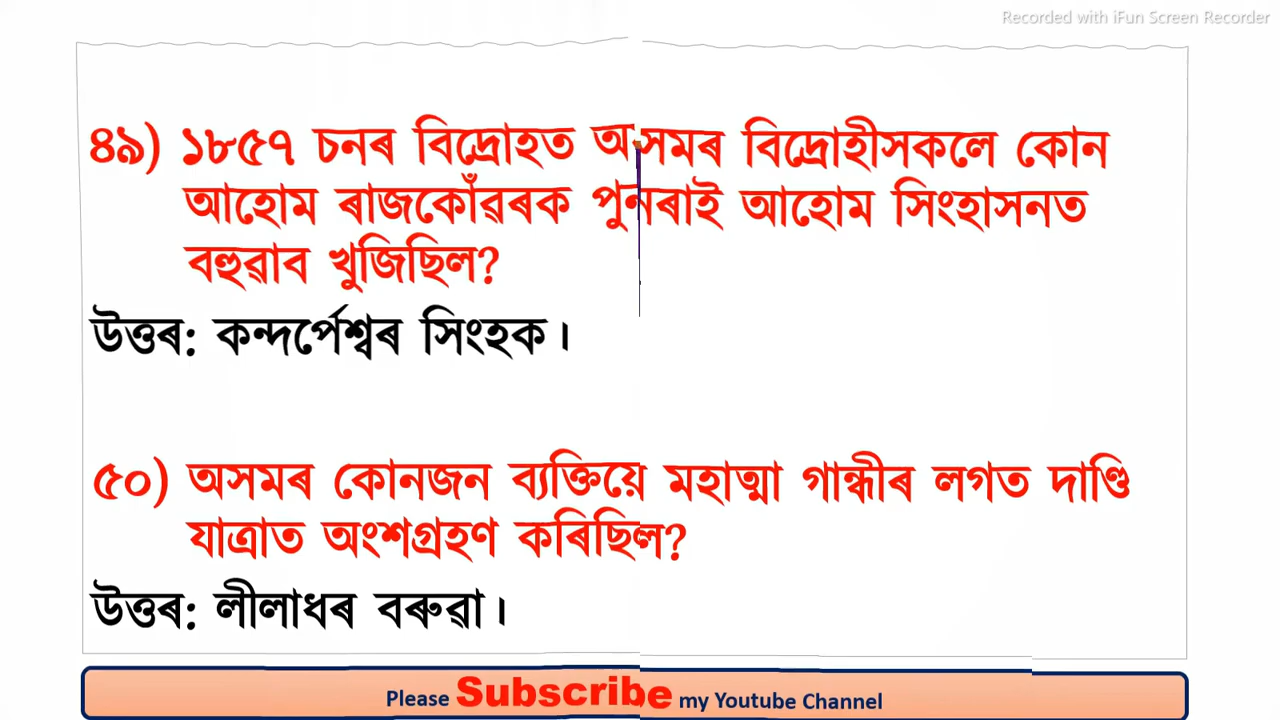 Recorded with iFun Screen Recorder
৪৯) ১৮৫৭ চনৰ বিদ্ৰোহত অসমৰ বিদ্ৰোহীসকলে কোন
আহোম ৰাজকোঁৱৰক পুনৰাই আহোম সিংহাসনত
বহুৱাব খুজিছিল?
উত্তৰ: কন্দৰ্পেশ্বৰ সিংহক।
৫০) অসমৰ কোনজন ব্যক্তিয়ে মহাত্মা গান্ধীৰ লগত দাণ্ডি
যাত্ৰাত অংশগ্ৰহণ কৰিছিল?
উত্তৰ: লীলাধৰ বৰুৱা।
Please Subscribe my Youtube Channel